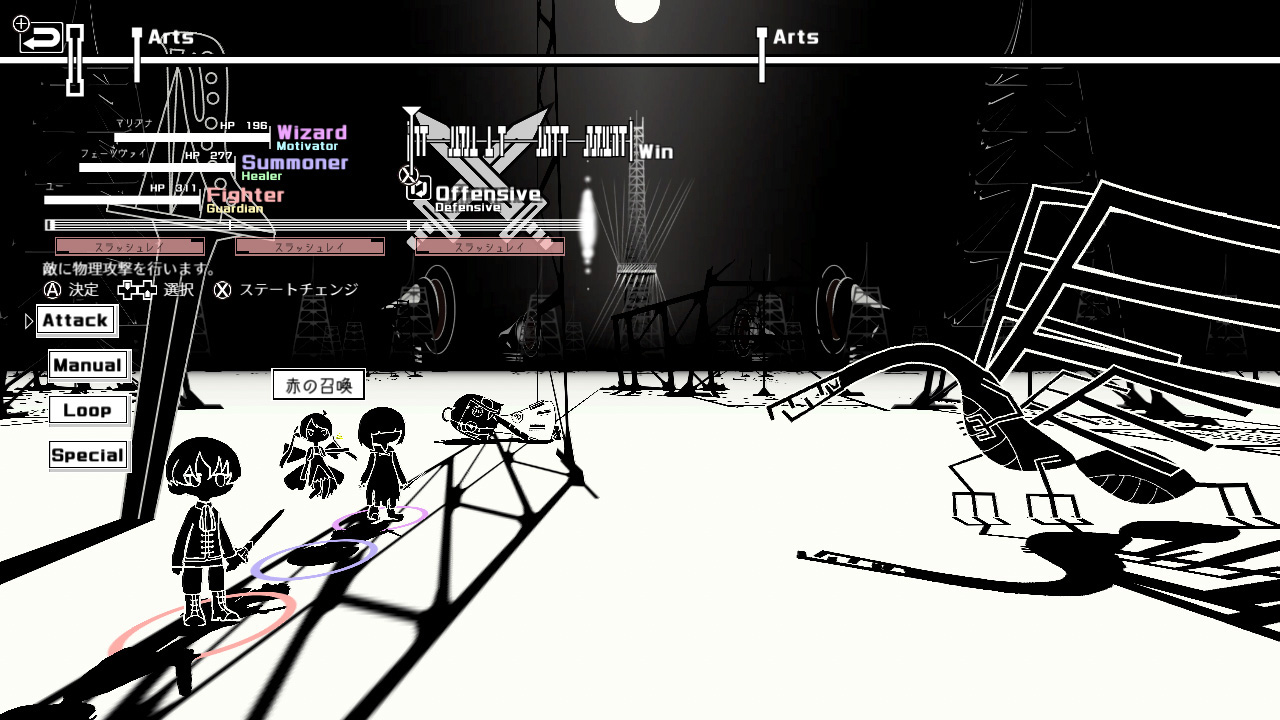 Arts
Arts
マリアナ HP 196 Wizard
Motivator
フェーヴァイ HP 277 Summoner
Healer
ユー HP 311 Fighter
Guardian
Win
Offensive
Defensive
スラッシュレイ スラッシュレイ スラッシュレイ
敵に物理攻撃を行います。
A 決定 選択 X ステートチェンジ
Attack
Manual
Loop
Special
赤の召喚